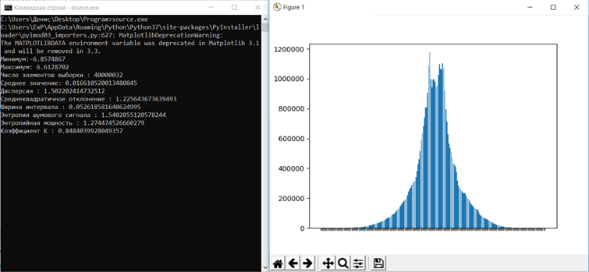 Командная строка - source.exe
C:\Users\Денис\Desktop\Program>source.exe
C:\Users\ExP\AppData\Roaming\Python\Python37\site-packages\PyInstaller\l
oader\pyimod03_importers.py:627: MatplotlibDeprecationWarning:
The MATPLOTLIBDATA environment variable was deprecated in Matplotlib 3.1
 and will be removed in 3.3.
Минимум:-6.8574867
Максимум: 6.6128702
Число элементов выборки : 40000032
Среднее значение: 0.016610520013480845
Дисперсия : 1.502202414732512
Среднеквадратичное отклонение : 1.225643673639493
Ширина интервала : 0.052618581640624995
Энтропия шумового сигнала : 1.5402055120578244
Энтропийная мощность : 1.274474526660279
Коэффициент К : 0.8484039928049357
Figure 1
1200000
1000000
800000
600000
400000
200000
0